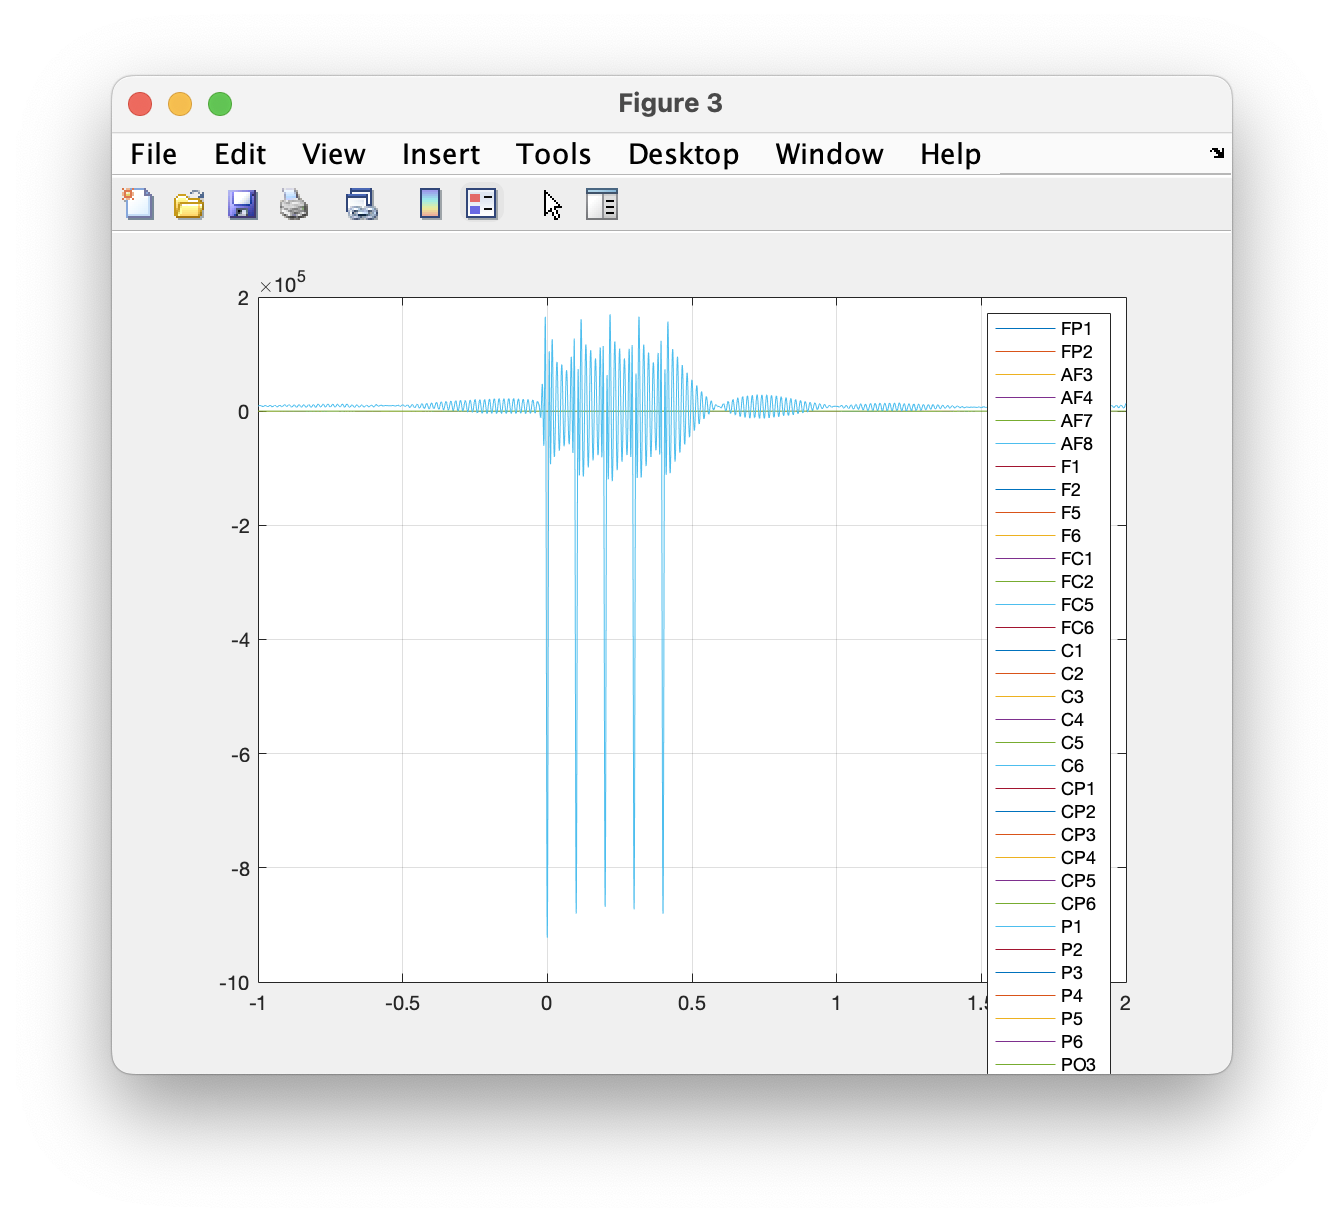 Figure 3
File Edit View Insert Tools Desktop Window Help
×10^5
2
0
-2
-4
-6
-8
-10
-1 -0.5 0 0.5 1 1.5 2
FP1
FP2
AF3
AF4
AF7
AF8
F1
F2
F5
F6
FC1
FC2
FC5
FC6
C1
C2
C3
C4
C5
C6
CP1
CP2
CP3
CP4
CP5
CP6
P1
P2
P3
P4
P5
P6
PO3